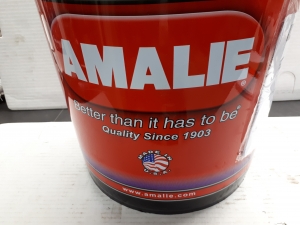 AMALIE
Better than it has to be®
Quality Since 1903
MADE IN
U.S.A.
www.amalie.com